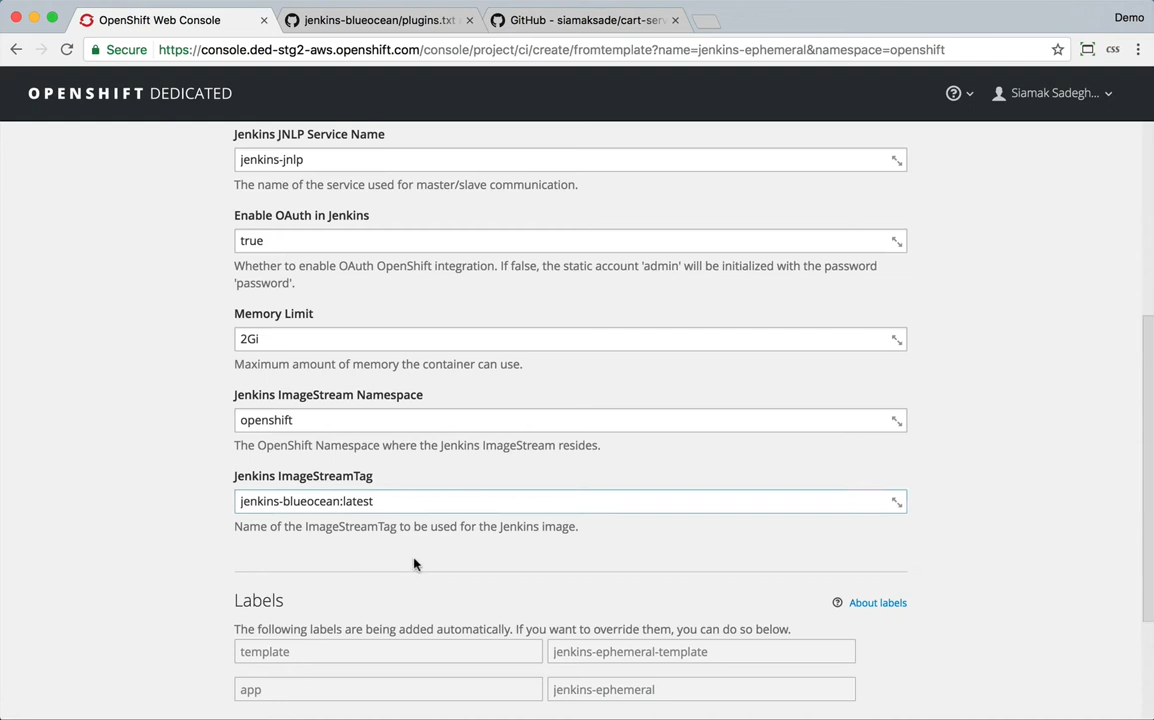 OpenShift Web Console
jenkins-blueocean/plugins.txt
GitHub - siamaksade/cart-serv
Demo
Secure
https://console.ded-stg2-aws.openshift.com/console/project/ci/create/fromtemplate?name=jenkins-ephemeral&namespace=openshift
css
OPENSHIFT DEDICATED
Siamak Sadegh...
Jenkins JNLP Service Name
jenkins-jnlp
The name of the service used for master/slave communication.
Enable OAuth in Jenkins
true
Whether to enable OAuth OpenShift integration. If false, the static account 'admin' will be initialized with the password
'password'.
Memory Limit
2Gi
Maximum amount of memory the container can use.
Jenkins ImageStream Namespace
openshift
The OpenShift Namespace where the Jenkins ImageStream resides.
Jenkins ImageStreamTag
jenkins-blueocean:latest
Name of the ImageStreamTag to be used for the Jenkins image.
Labels
About labels
The following labels are being added automatically. If you want to override them, you can do so below.
template
jenkins-ephemeral-template
app
jenkins-ephemeral